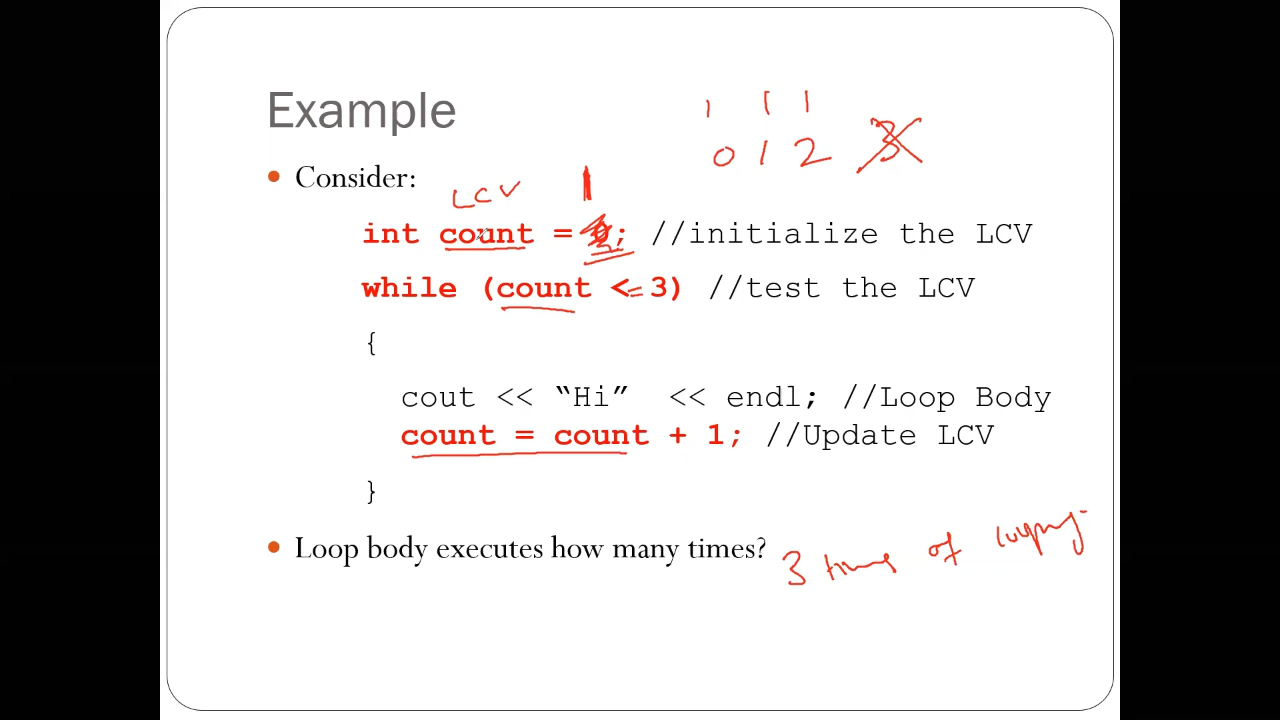 Example
1 1 1
0 1 2 3
• Consider:
LCV 1
int count = ; //initialize the LCV
while (count <= 3) //test the LCV
{
cout << “Hi” << endl; //Loop Body
count = count + 1; //Update LCV
}
• Loop body executes how many times? 3 times of looping